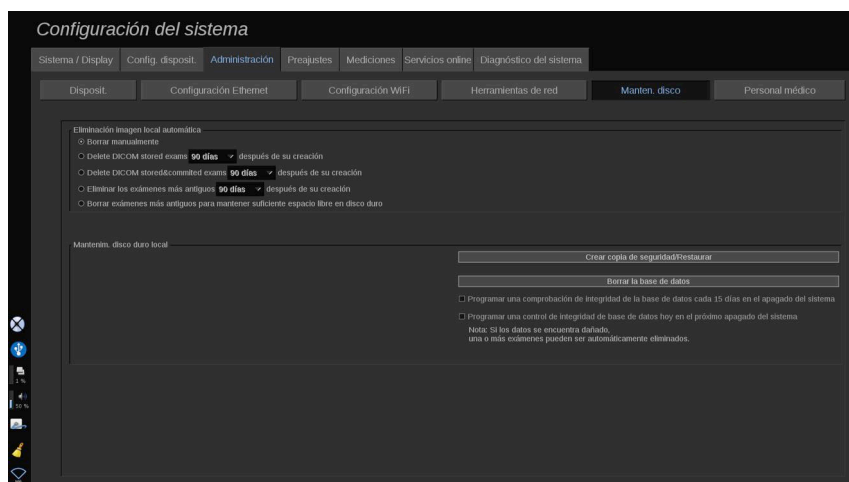 Configuración del sistema
Sistema / Display Config. disposit. Administración Preajustes Mediciones Servicios online Diagnóstico del sistema
Disposit. Configuración Ethernet Configuración WiFi Herramientas de red Manten. disco Personal médico
Eliminación imagen local automática
Borrar manualmente
Delete DICOM stored exams 90 días después de su creación
Delete DICOM stored&commited exams 90 días después de su creación
Eliminar los exámenes más antiguos 90 días después de su creación
Borrar exámenes más antiguos para mantener suficiente espacio libre en disco duro
Mantenim. disco duro local
Crear copia de seguridad/Restaurar
Borrar la base de datos
Programar una comprobación de integridad de la base de datos cada 15 días en el apagado del sistema
Programar una control de integridad de base de datos hoy en el próximo apagado del sistema
Nota: Si los datos se encuentra dañado,
una o más exámenes pueden ser automáticamente eliminados.
1 %
50 %